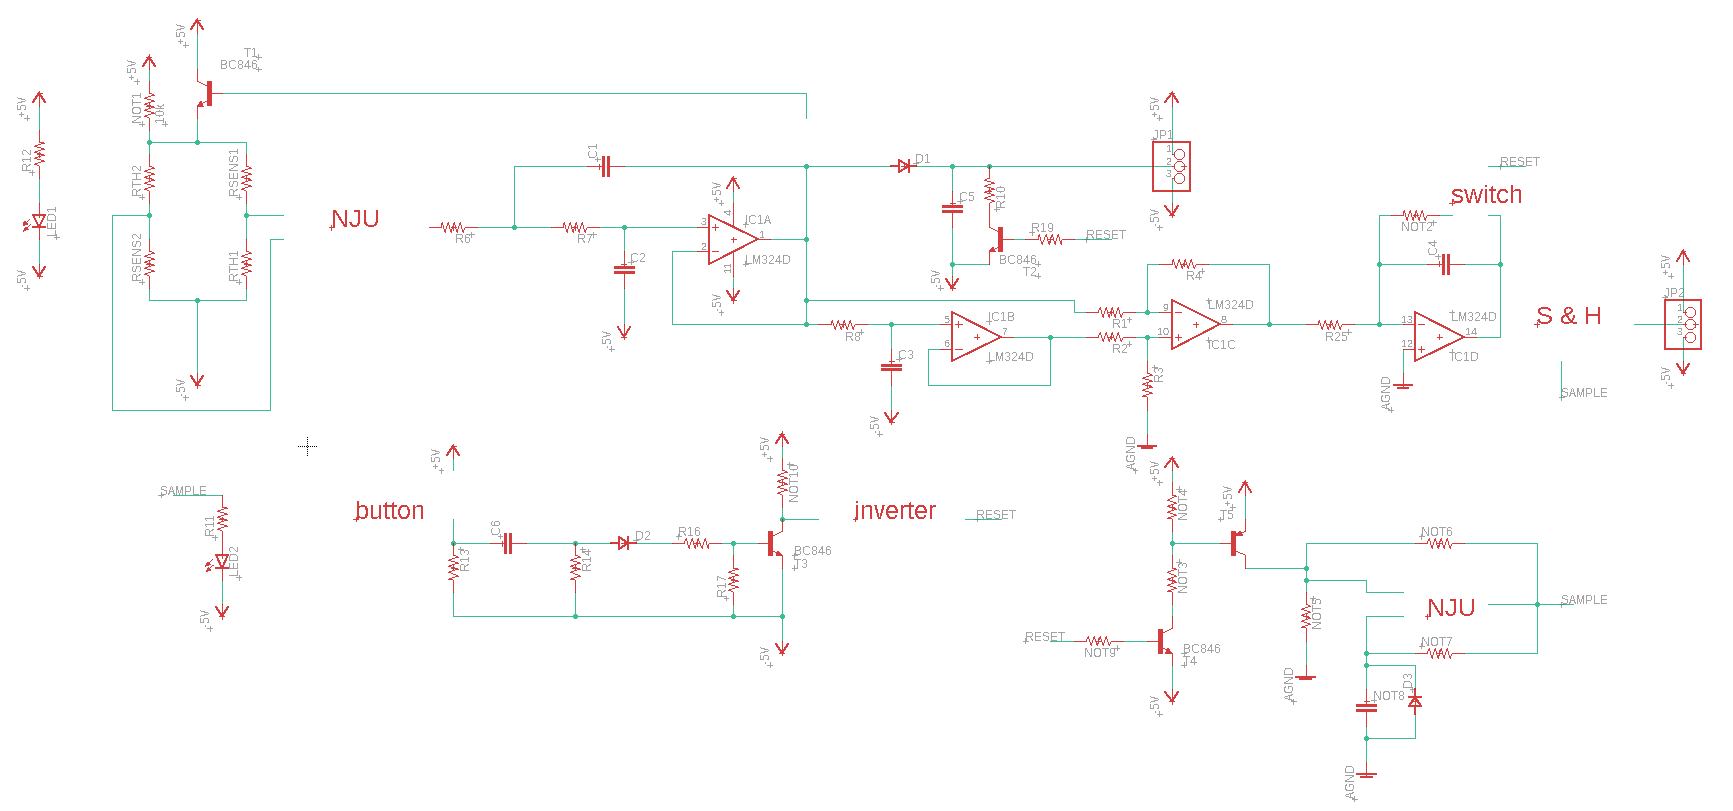 +5V
T1
BC846
+5V
NOT1
10k
+5V
R12
LED1
-5V
RTH2
RSENS1
RSENS2
RTH1
-5V
NJU
R6
R7
C1
C2
-5V
+5V
IC1A
LM324D
3
2
4
11
1
-5V
D1
C5
R10
R19
RESET
BC846
T2
-5V
+5V
JP1
1
2
3
-5V
R8
C3
-5V
IC1B
LM324D
5
6
7
R1
R2
R3
AGND
R4
LM324D
IC1C
9
10
8
R25
RESET
switch
NOT2
C4
LM324D
IC1D
13
12
14
AGND
S & H
SAMPLE
+5V
JP2
1
2
3
-5V
SAMPLE
R11
LED2
-5V
+5V
button
R13
C6
R14
D2
R16
R17
+5V
NOT10
BC846
T3
-5V
inverter
RESET
+5V
NOT4
NOT3
RESET
NOT9
BC846
T4
-5V
+5V
T5
NOT5
AGND
NOT6
NJU
SAMPLE
NOT7
NOT8
D3
AGND